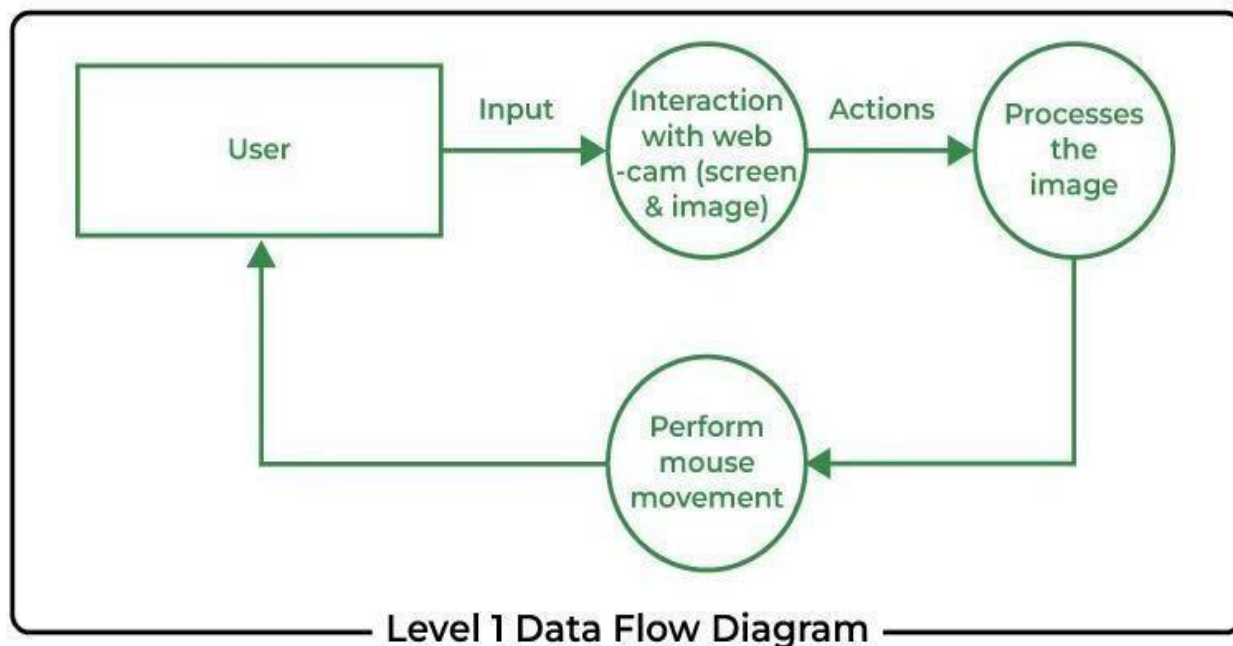 User
Input
Interaction
with web
-cam (screen
& image)
Actions
Processes
the
image
Perform
mouse
movement
Level 1 Data Flow Diagram